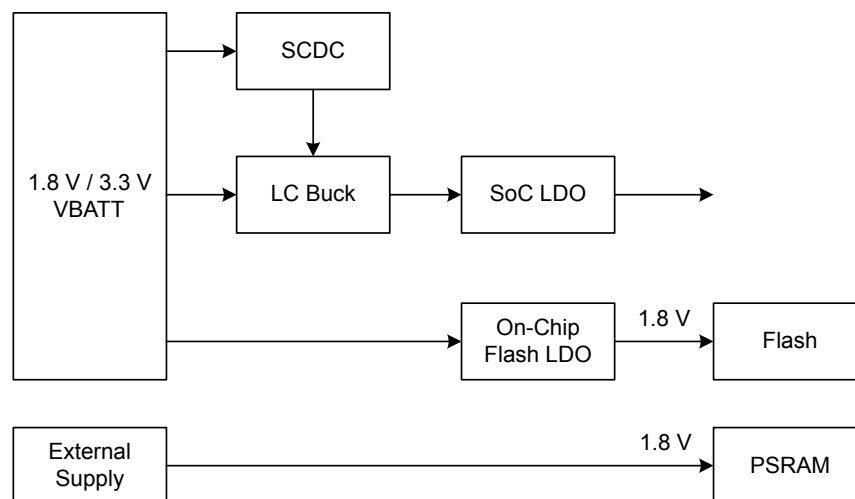 SCDC
1.8 V / 3.3 V
VBATT
LC Buck
SoC LDO
On-Chip
Flash LDO
1.8 V
Flash
External
Supply
1.8 V
PSRAM